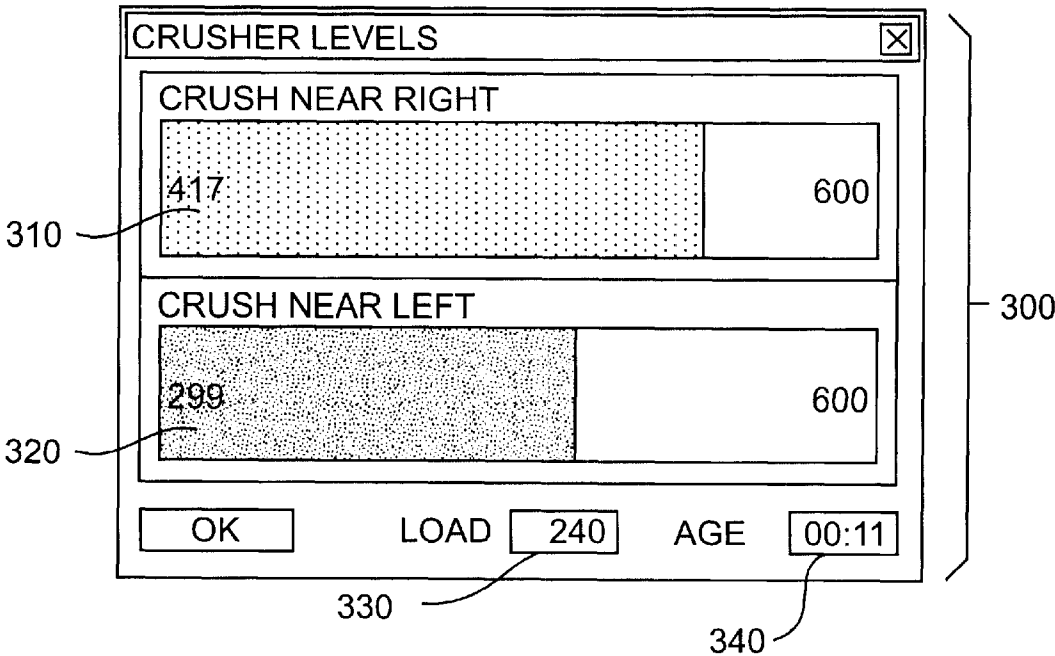 CRUSHER LEVELS
CRUSH NEAR RIGHT
417 600
310
CRUSH NEAR LEFT
300
299 600
320
OK LOAD 240 AGE 00:11
330
340